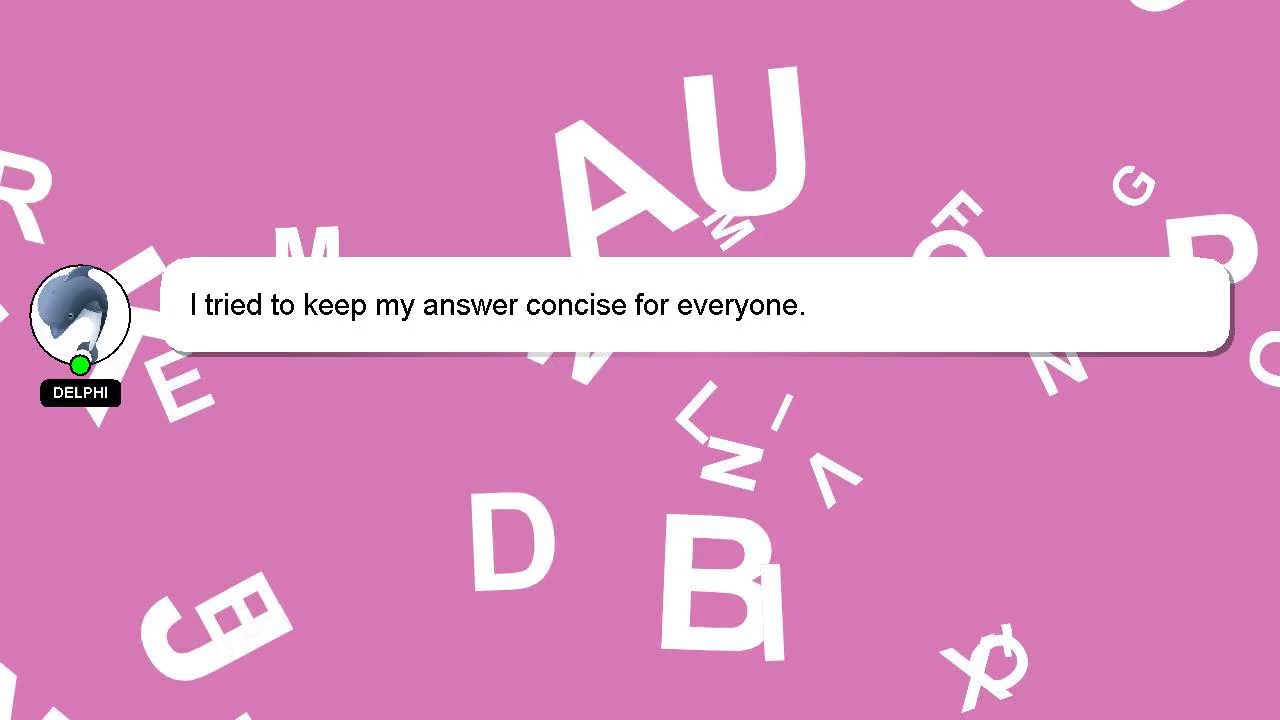 I tried to keep my answer concise for everyone.
DELPHI
R
A
U
M
M
F
G
E
N
L
I
N
V
D
B
I
C
E
X
Q